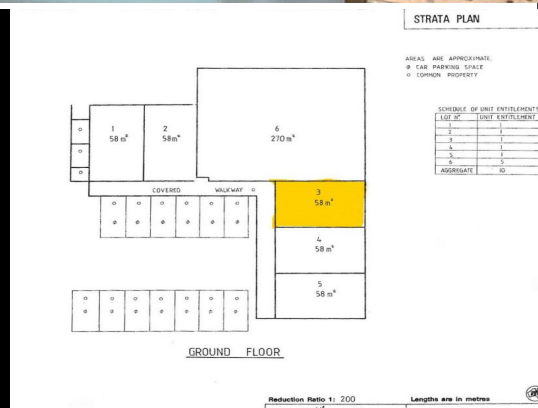 STRATA PLAN
AREAS ARE APPROXIMATE.
CAR PARKING SPACE
COMMON PROPERTY
SCHEDULE OF UNIT ENTITLEMENTS
LOT Nº UNIT ENTITLEMENT
1 1
2 1
3 1
4 1
5 1
6 5
AGGREGATE 10
1
58 m²
2
58 m²
6
270 m²
COVERED WALKWAY
3
58 m²
4
58 m²
5
58 m²
GROUND FLOOR
Reduction Ratio 1: 200 Lengths are in metres